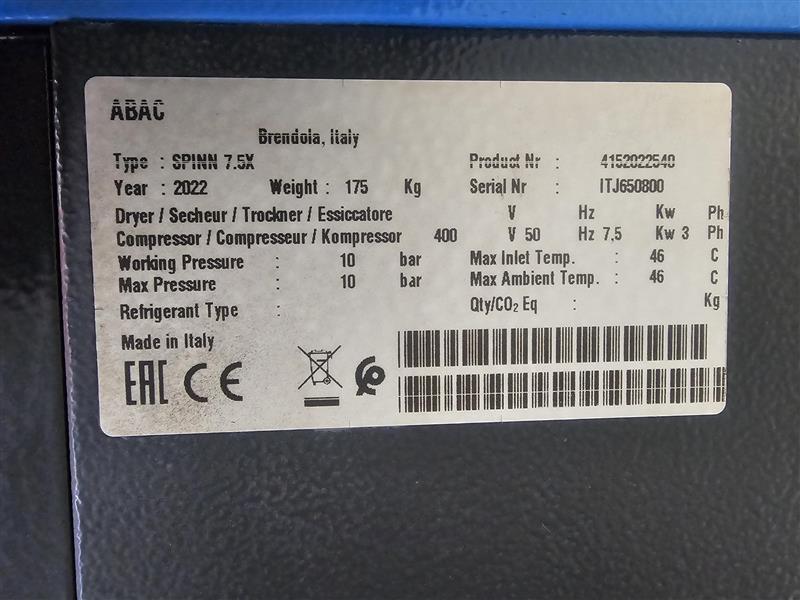 ABAC
Brendola, Italy
Type : SPINN 7.5X Product Nr : 4152022540
Year : 2022 Weight : 175 Kg Serial Nr : ITJ650800
Dryer / Secheur / Trockner / Essiccatore V Hz Kw Ph
Compressor / Compresseur / Kompressor 400 V 50 Hz 7,5 Kw 3 Ph
Working Pressure : 10 bar Max Inlet Temp. : 46 C
Max Pressure : 10 bar Max Ambient Temp. : 46 C
Refrigerant Type : Qty/CO₂ Eq : Kg
Made in Italy
EAC CE